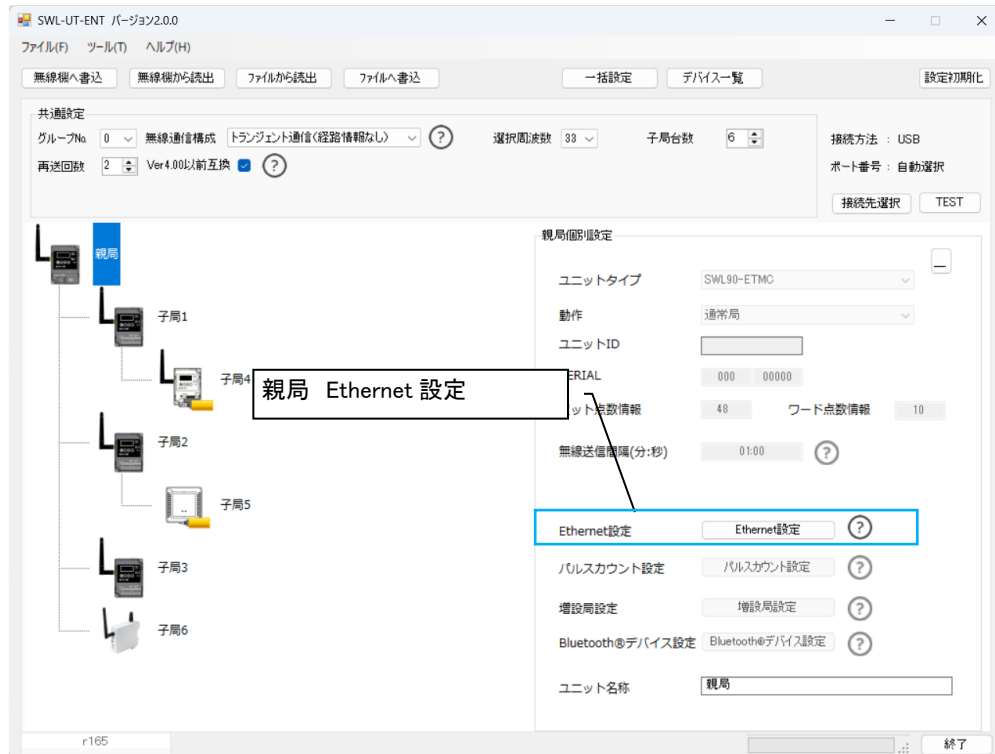 SWL-UT-ENT バージョン2.0.0
ファイル(F) ツール(T) ヘルプ(H)
無線機へ書込 無線機から読出 ファイルから読出 ファイルへ書込 一括設定 デバイス一覧 設定初期化
共通設定
グループNo. 0 無線通信構成 トランジェント通信(経路情報なし) ? 選択周波数 33 子局台数 6
再送回数 2 Ver4.00以前互換 ?
接続方法 : USB
ポート番号 : 自動選択
接続先選択 TEST
親局
子局1
子局4
子局2
子局5
子局3
子局6
親局 Ethernet 設定
親局個別設定
ユニットタイプ SWL90-ETMC
動作 通常局
ユニットID
ERIAL 000 00000
ット点数情報 48 ワード点数情報 10
無線送信間隔(分:秒) 01:00 ?
Ethernet設定 Ethernet設定 ?
パルスカウント設定 パルスカウント設定 ?
増設局設定 増設局設定 ?
Bluetooth®デバイス設定 Bluetooth®デバイス設定 ?
ユニット名称 親局
r165
終了